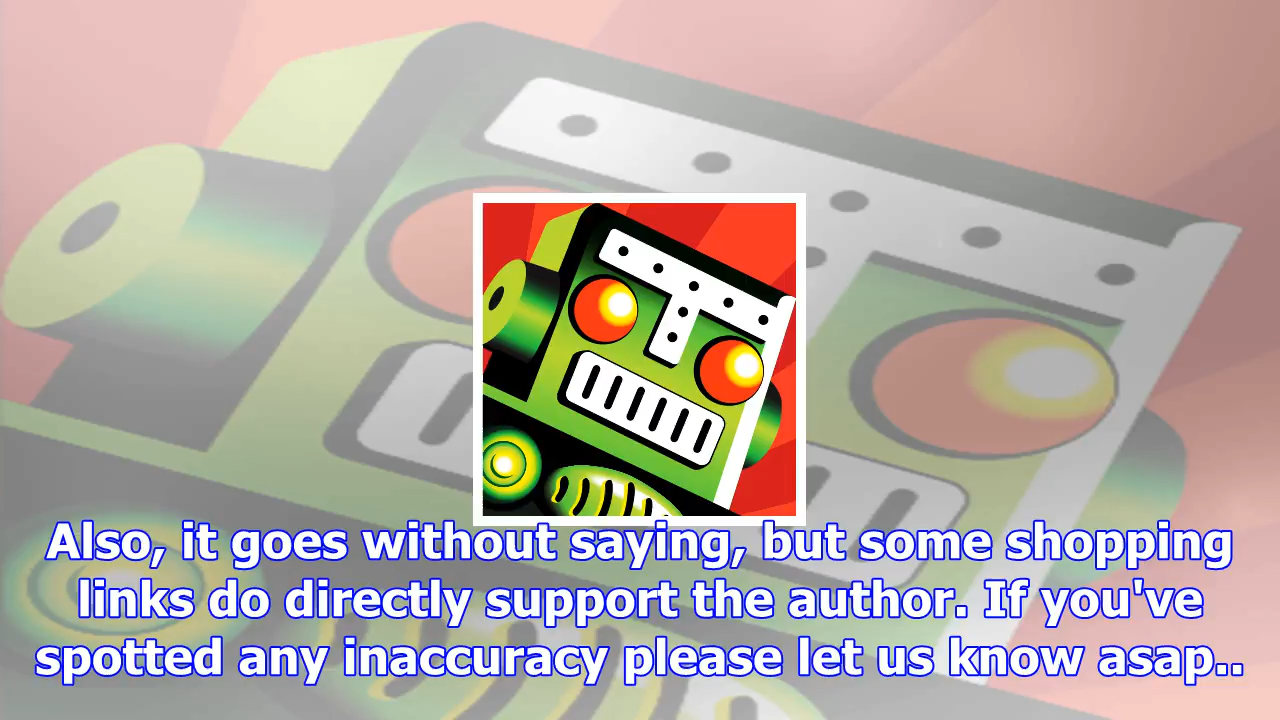 Also, it goes without saying, but some shopping
links do directly support the author. If you've
spotted any inaccuracy please let us know asap..